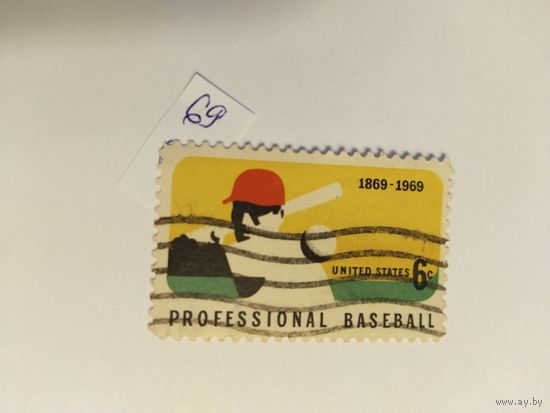 69
1869-1969
UNITED STATES 6c
PROFESSIONAL BASEBALL
www.ay.by